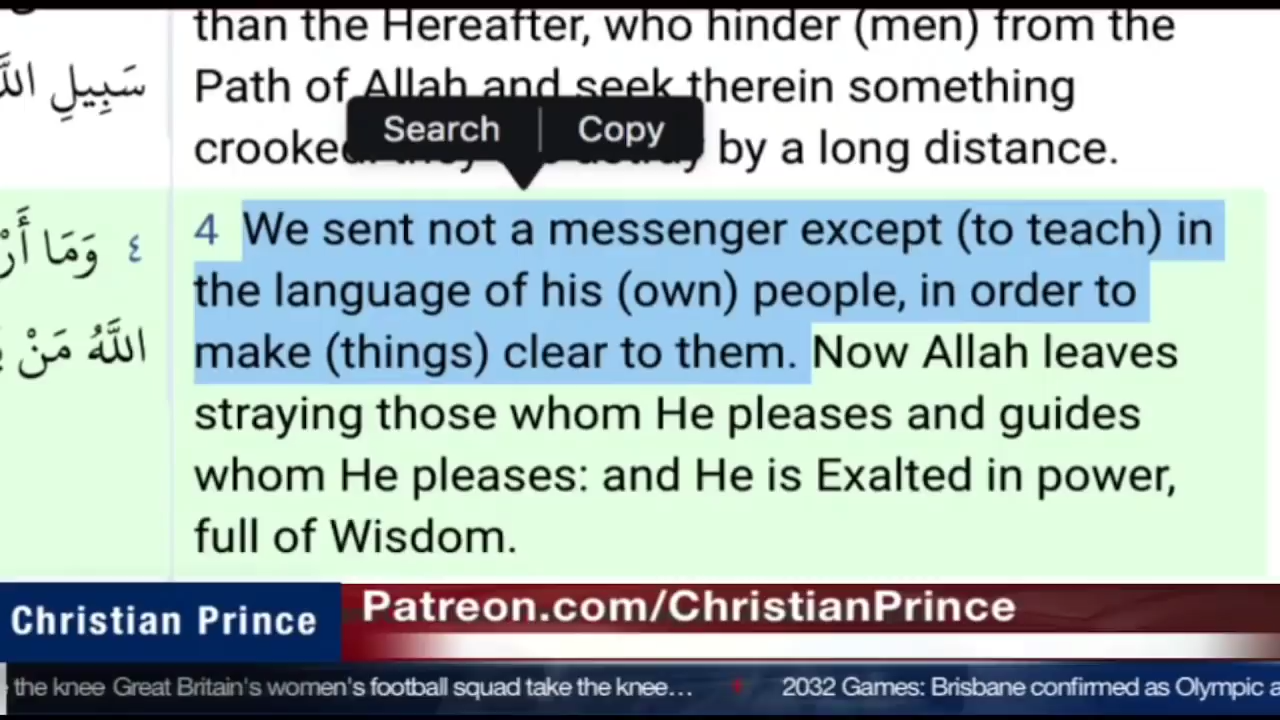 than the Hereafter, who hinder (men) from the
سَبِيلِ
Path of Allah and seek therein something
Search Copy
crooked by a long distance.
٤ وَمَا
4 We sent not a messenger except (to teach) in
the language of his (own) people, in order to
اللَّهُ مَنْ
make (things) clear to them. Now Allah leaves
straying those whom He pleases and guides
whom He pleases: and He is Exalted in power,
full of Wisdom.
Christian Prince
Patreon.com/ChristianPrince
the knee Great Britain's women's football squad take the knee... 2032 Games: Brisbane confirmed as Olympic